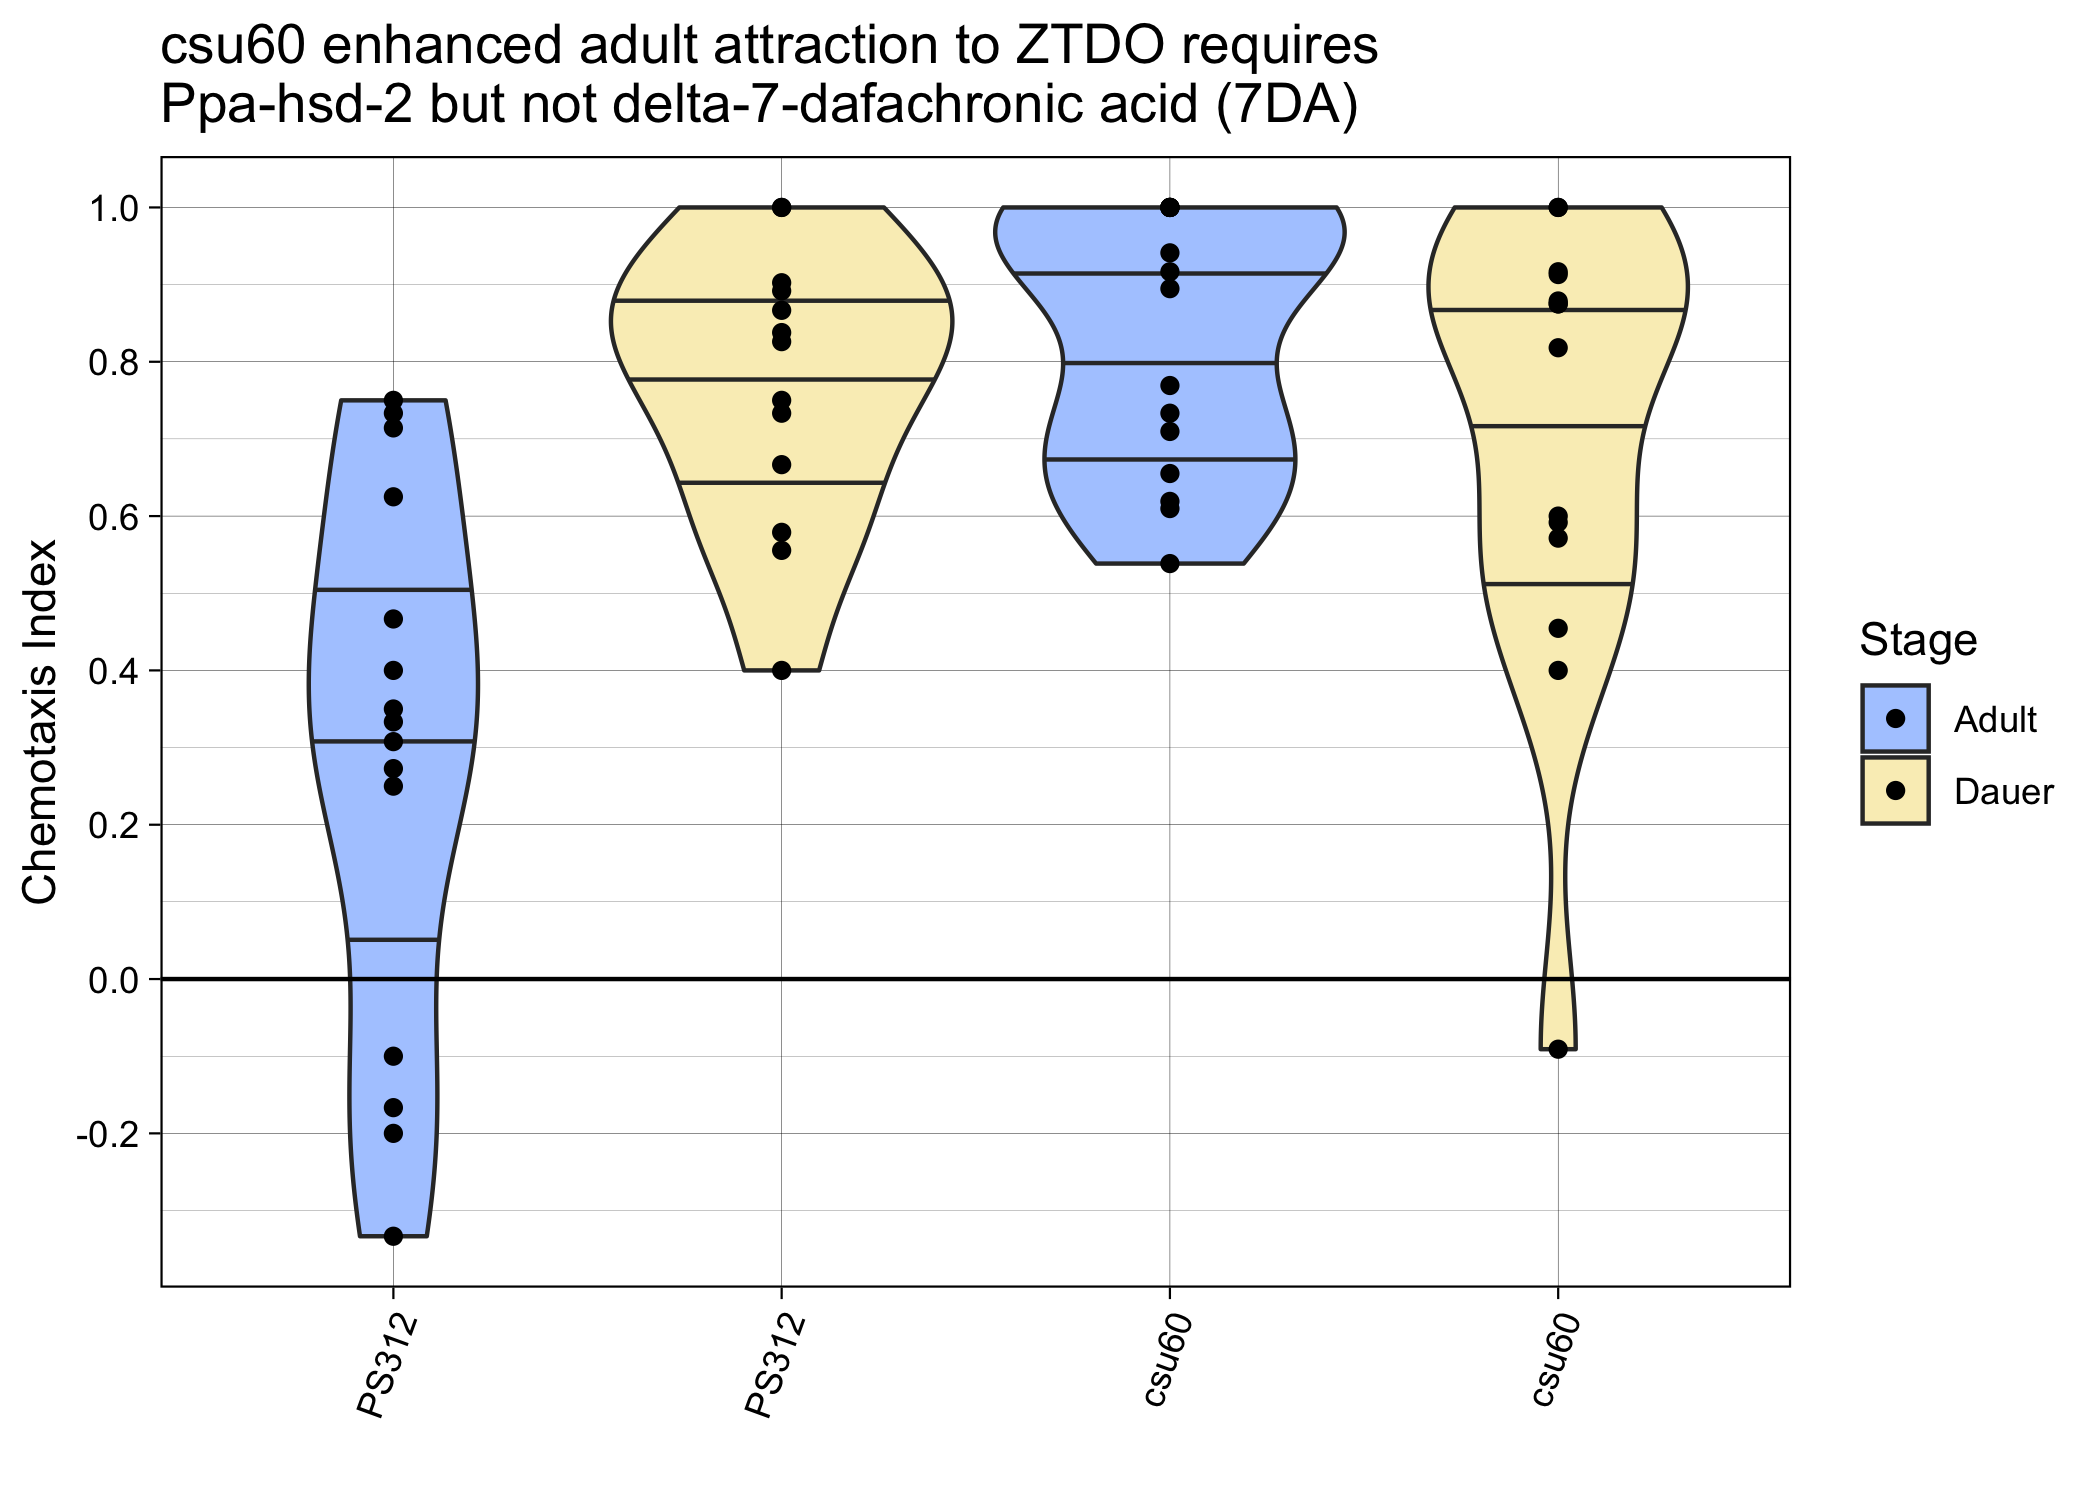 csu60 enhanced adult attraction to ZTDO requires
Ppa-hsd-2 but not delta-7-dafachronic acid (7DA)
Chemotaxis Index
1.0
0.8
0.6
0.4
0.2
0.0
-0.2
PS312
PS312
csu60
csu60
Stage
Adult
Dauer